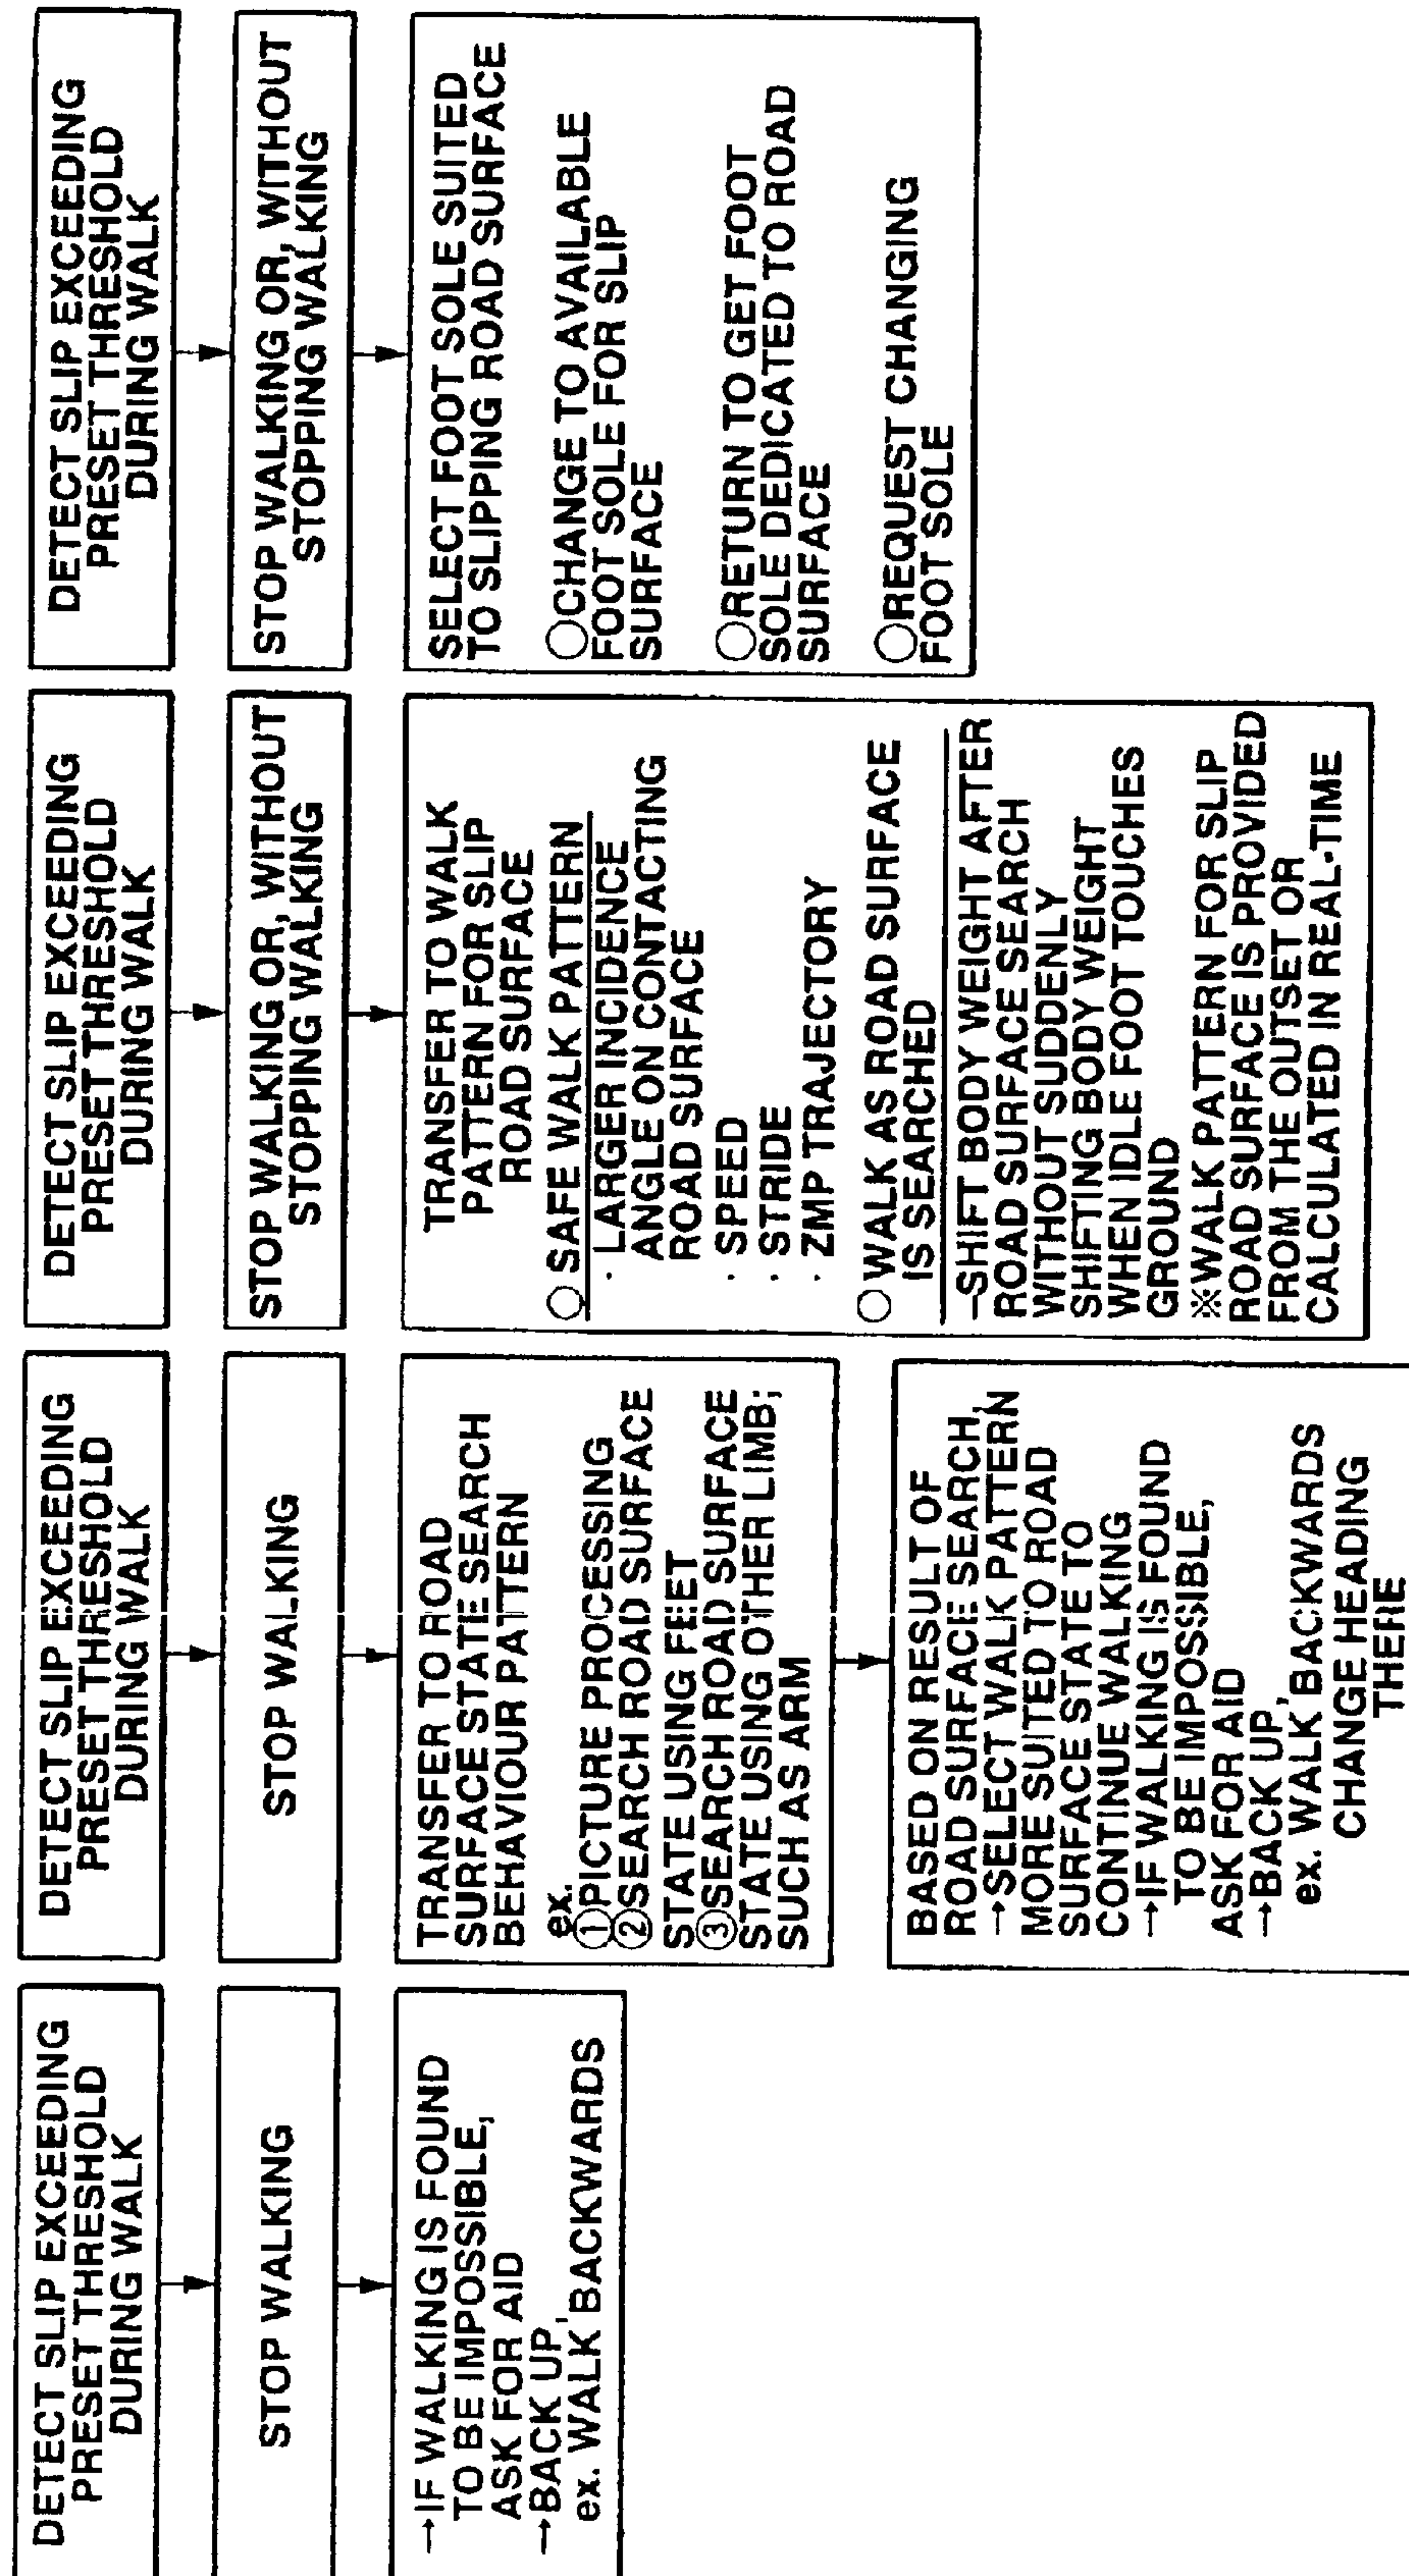 DETECT SLIP EXCEEDING
PRESET THRESHOLD
DURING WALK
STOP WALKING
→IF WALKING IS FOUND
TO BE IMPOSSIBLE,
ASK FOR AID
→BACK UP,
ex. WALK BACKWARDS
DETECT SLIP EXCEEDING
PRESET THRESHOLD
DURING WALK
STOP WALKING
TRANSFER TO ROAD
SURFACE STATE SEARCH
BEHAVIOUR PATTERN
ex.
①PICTURE PROCESSING
②SEARCH ROAD SURFACE
STATE USING FEET
③SEARCH ROAD SURFACE
STATE USING OTHER LIMB;
SUCH AS ARM
BASED ON RESULT OF
ROAD SURFACE SEARCH,
→SELECT WALK PATTERN
MORE SUITED TO ROAD
SURFACE STATE TO
CONTINUE WALKING
→IF WALKING IS FOUND
TO BE IMPOSSIBLE,
ASK FOR AID
→BACK UP,
ex. WALK BACKWARDS
CHANGE HEADING
THERE
DETECT SLIP EXCEEDING
PRESET THRESHOLD
DURING WALK
STOP WALKING OR, WITHOUT
STOPPING WALKING
TRANSFER TO WALK
PATTERN FOR SLIP
ROAD SURFACE
○ SAFE WALK PATTERN
· LARGER INCIDENCE
ANGLE ON CONTACTING
ROAD SURFACE
· SPEED
· STRIDE
· ZMP TRAJECTORY
○ WALK AS ROAD SURFACE
IS SEARCHED
–SHIFT BODY WEIGHT AFTER
ROAD SURFACE SEARCH
WITHOUT SUDDENLY
SHIFTING BODY WEIGHT
WHEN IDLE FOOT TOUCHES
GROUND
※WALK PATTERN FOR SLIP
ROAD SURFACE IS PROVIDED
FROM THE OUTSET OR
CALCULATED IN REAL-TIME
DETECT SLIP EXCEEDING
PRESET THRESHOLD
DURING WALK
STOP WALKING OR, WITHOUT
STOPPING WALKING
SELECT FOOT SOLE SUITED
TO SLIPPING ROAD SURFACE
○CHANGE TO AVAILABLE
FOOT SOLE FOR SLIP
SURFACE
○RETURN TO GET FOOT
SOLE DEDICATED TO ROAD
SURFACE
○REQUEST CHANGING
FOOT SOLE